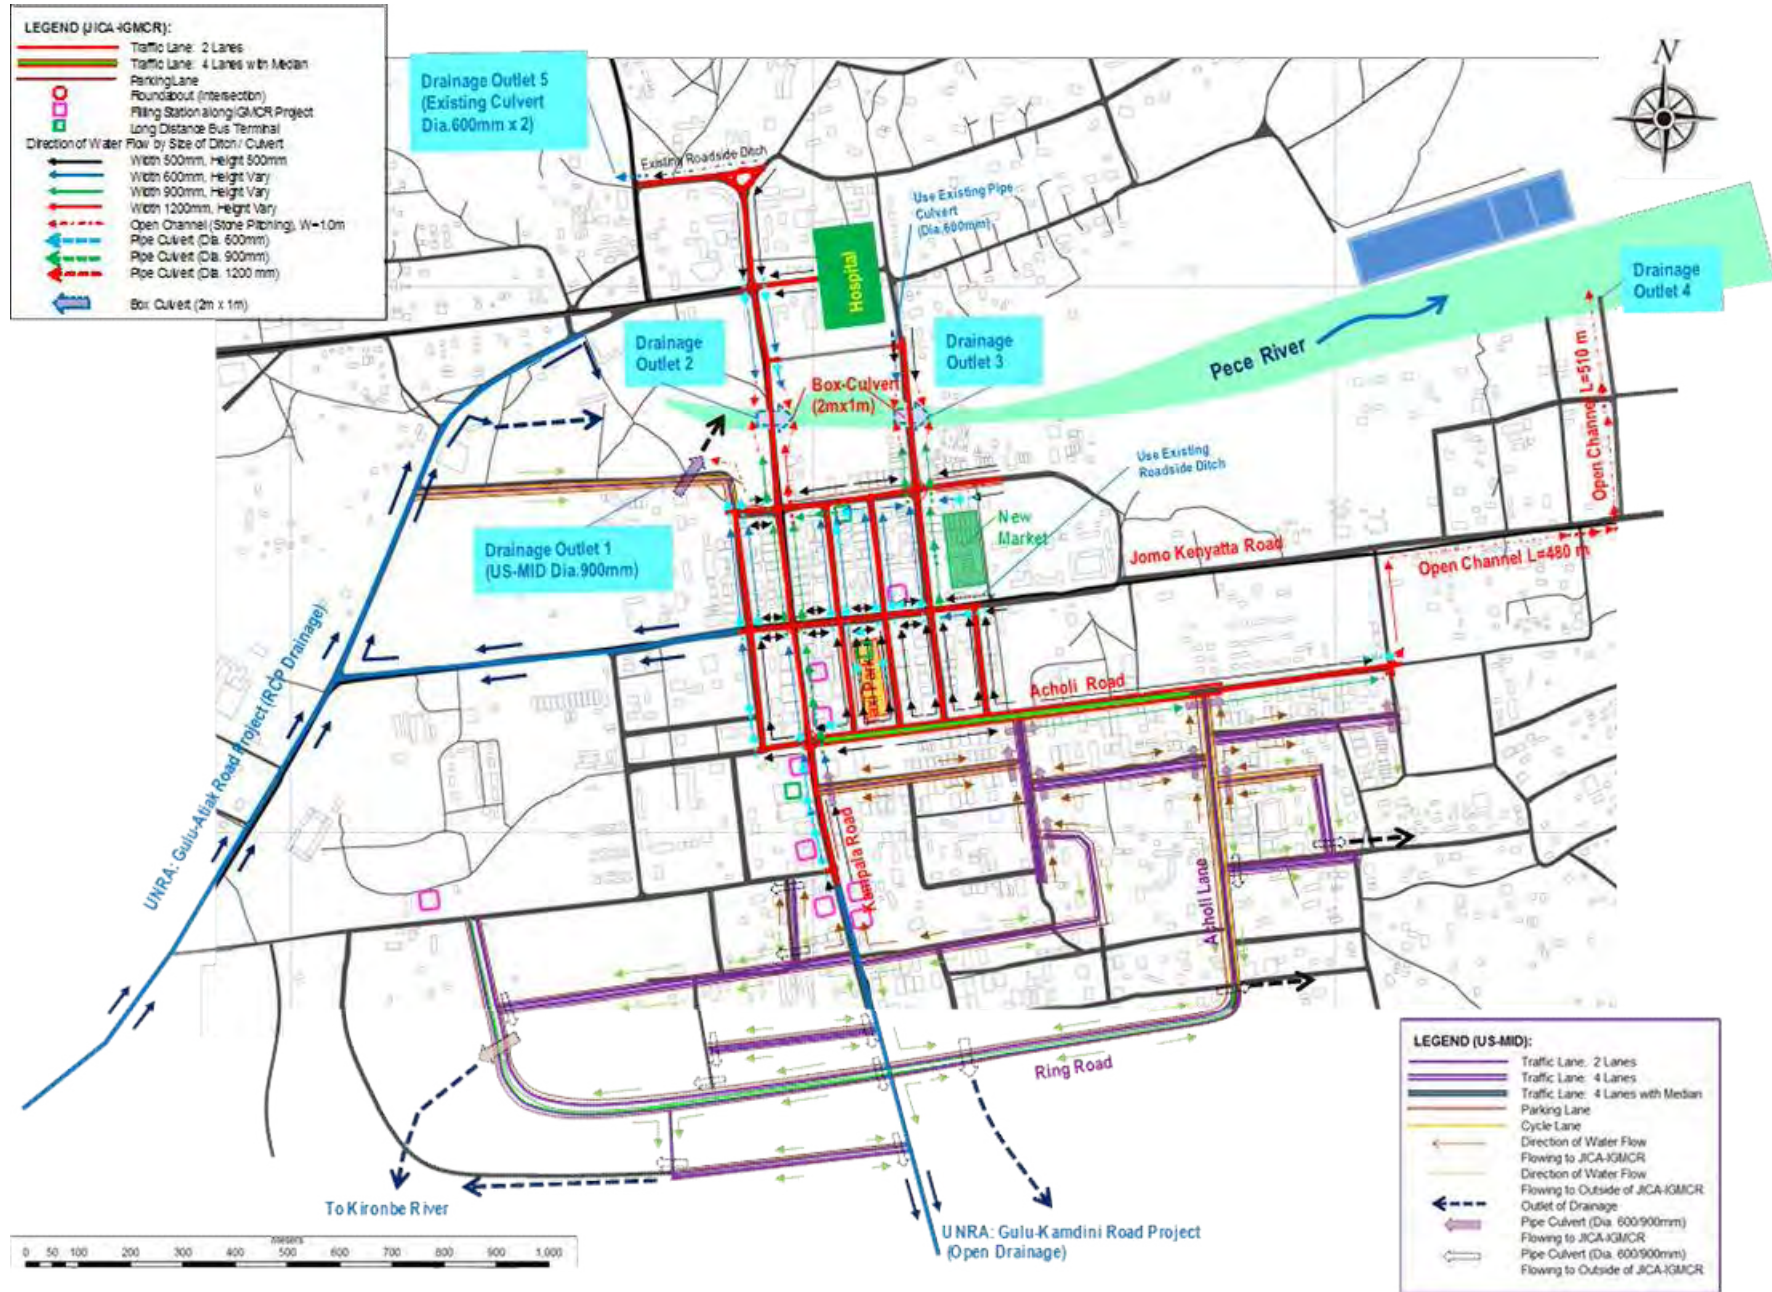 LEGEND (JICA-IGMCR):
Traffic Lane: 2 Lanes
Traffic Lane: 4 Lanes with Median
Parking Lane
Roundabout (Intersection)
Filling Station along IGMCR Project
Long Distance Bus Terminal
Direction of Water Flow by Size of Ditch / Culvert
Width 500mm, Height 500mm
Width 600mm, Height Vary
Width 900mm, Height Vary
Width 1200mm, Height Vary
Open Channel (Stone Pitching), W=1.0m
Pipe Culvert (Dia. 600mm)
Pipe Culvert (Dia. 900mm)
Pipe Culvert (Dia. 1200 mm)
Box Culvert (2m x 1m)
Drainage Outlet 5
(Existing Culvert
Dia.600mm x 2)
Existing Roadside Ditch
N
Use Existing Pipe
Culvert
(Dia.600mm)
Hospital
Drainage
Outlet 4
Drainage
Outlet 2
Drainage
Outlet 3
Box-Culvert
(2mx1m)
Pece River
Open Channel L=510 m
Use Existing
Roadside Ditch
New
Market
Drainage Outlet 1
(US-MID Dia.900mm)
Jomo Kenyatta Road
Open Channel L=480 m
Taxi Park
Acholi Road
UNRA: Gulu-Atiak Road Project (RCP Drainage)
Kampala Road
Acholi Lane
Ring Road
To Kironbe River
UNRA: Gulu-Kamdini Road Project
(Open Drainage)
meters
0 50 100 200 300 400 500 600 700 800 900 1,000
LEGEND (US-MID):
Traffic Lane: 2 Lanes
Traffic Lane: 4 Lanes
Traffic Lane: 4 Lanes with Median
Parking Lane
Cycle Lane
Direction of Water Flow
Flowing to JICA-IGMCR
Direction of Water Flow
Flowing to Outside of JICA-IGMCR
Outlet of Drainage
Pipe Culvert (Dia. 600/900mm)
Flowing to JICA-IGMCR
Pipe Culvert (Dia. 600/900mm)
Flowing to Outside of JICA-IGMCR